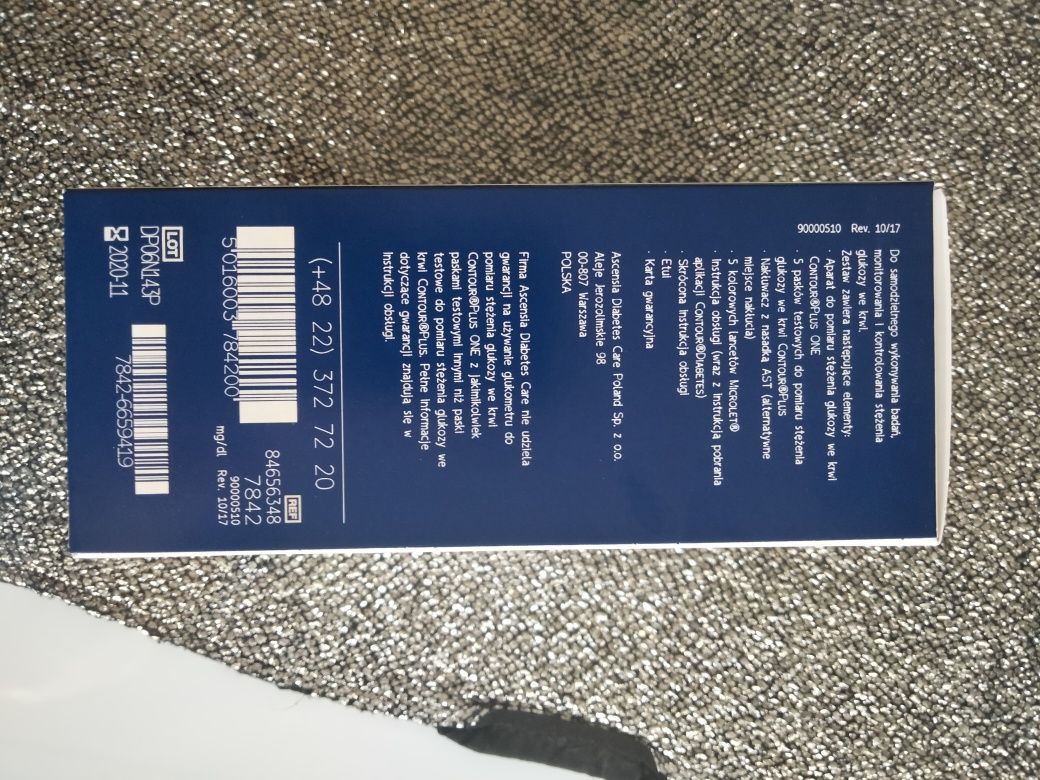 90000510 Rev. 10/17
Do samodzielnego wykonywania badań,
monitorowania i kontrolowania stężenia
glukozy we krwi.
Zestaw zawiera następujące elementy:
· Aparat do pomiaru stężenia glukozy we krwi
CONTOUR®PLUS ONE
· 5 pasków testowych do pomiaru stężenia
glukozy we krwi CONTOUR®PLUS
· Nakłuwacz z nasadką AST (alternatywne
miejsce nakłucia)
· 5 kolorowych lancetów MICROLET®
· Instrukcja obsługi (wraz z instrukcją pobrania
aplikacji CONTOUR®DIABETES)
· Skrócona instrukcja obsługi
· Etui
· Karta gwarancyjna
Ascensia Diabetes Care Poland Sp. z o.o.
Aleje Jerozolimskie 98
00-807 Warszawa
POLSKA
Firma Ascensia Diabetes Care nie udziela
gwarancji na używanie glukometru do
pomiaru stężenia glukozy we krwi
CONTOUR®PLUS ONE z jakimikolwiek
paskami testowymi innymi niż paski
testowe do pomiaru stężenia glukozy we
krwi CONTOUR®PLUS. Pełne informacje
dotyczące gwarancji znajdują się w
instrukcji obsługi.
(+48 22) 372 72 20
REF
84656348
7842
90000510
mg/dl Rev. 10/17
5 016003 784200
LOT
DP06N143P
2020-11
7842-6659419